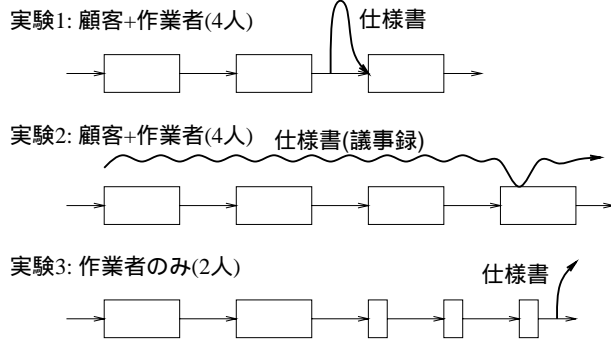 実験1: 顧客+作業者(4人)
仕様書
実験2: 顧客+作業者(4人)
仕様書(議事録)
実験3: 作業者のみ(2人)
仕様書